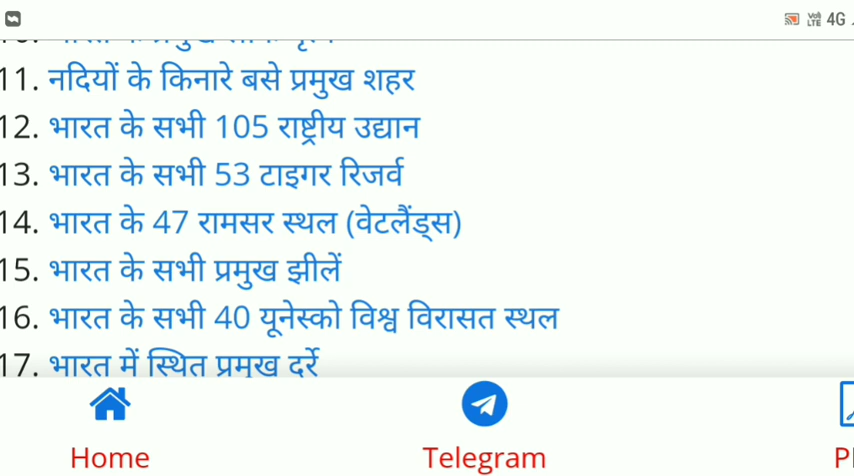 VoLTE 4G
11. नदियों के किनारे बसे प्रमुख शहर
12. भारत के सभी 105 राष्ट्रीय उद्यान
13. भारत के सभी 53 टाइगर रिजर्व
14. भारत के 47 रामसर स्थल (वेटलैंड्स)
15. भारत के सभी प्रमुख झीलें
16. भारत के सभी 40 यूनेस्को विश्व विरासत स्थल
17. भारत में स्थित प्रमुख दर्रे
Home Telegram